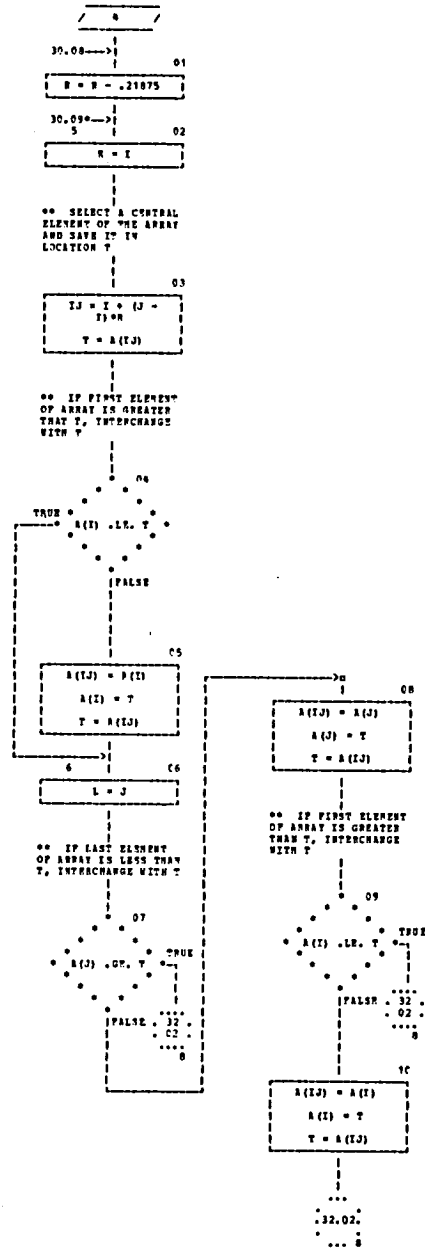 4
30.08
01
R = R - .21875
30.09*
5 02
K = I
** SELECT A CENTRAL
ELEMENT OF THE ARRAY
AND SAVE IT IN
LOCATION T
03
IJ = I + (J -
I)*R
T = A(IJ)
** IF FIRST ELEMENT
OF ARRAY IS GREATER
THAT T, INTERCHANGE
WITH T
04
TRUE
A(I) .LE. T
FALSE
05
A(IJ) = A(I)
A(I) = T
T = A(IJ)
6 06
L = J
** IF LAST ELEMENT
OF ARRAY IS LESS THAN
T, INTERCHANGE WITH T
07
TRUE
A(J) .GE. T
FALSE
32
02
8
08
A(IJ) = A(J)
A(J) = T
T = A(IJ)
** IF FIRST ELEMENT
OF ARRAY IS GREATER
THAN T, INTERCHANGE
WITH T
09
TRUE
A(I) .LE. T
FALSE
32
02
8
10
A(IJ) = A(I)
A(I) = T
T = A(IJ)
32.02
8